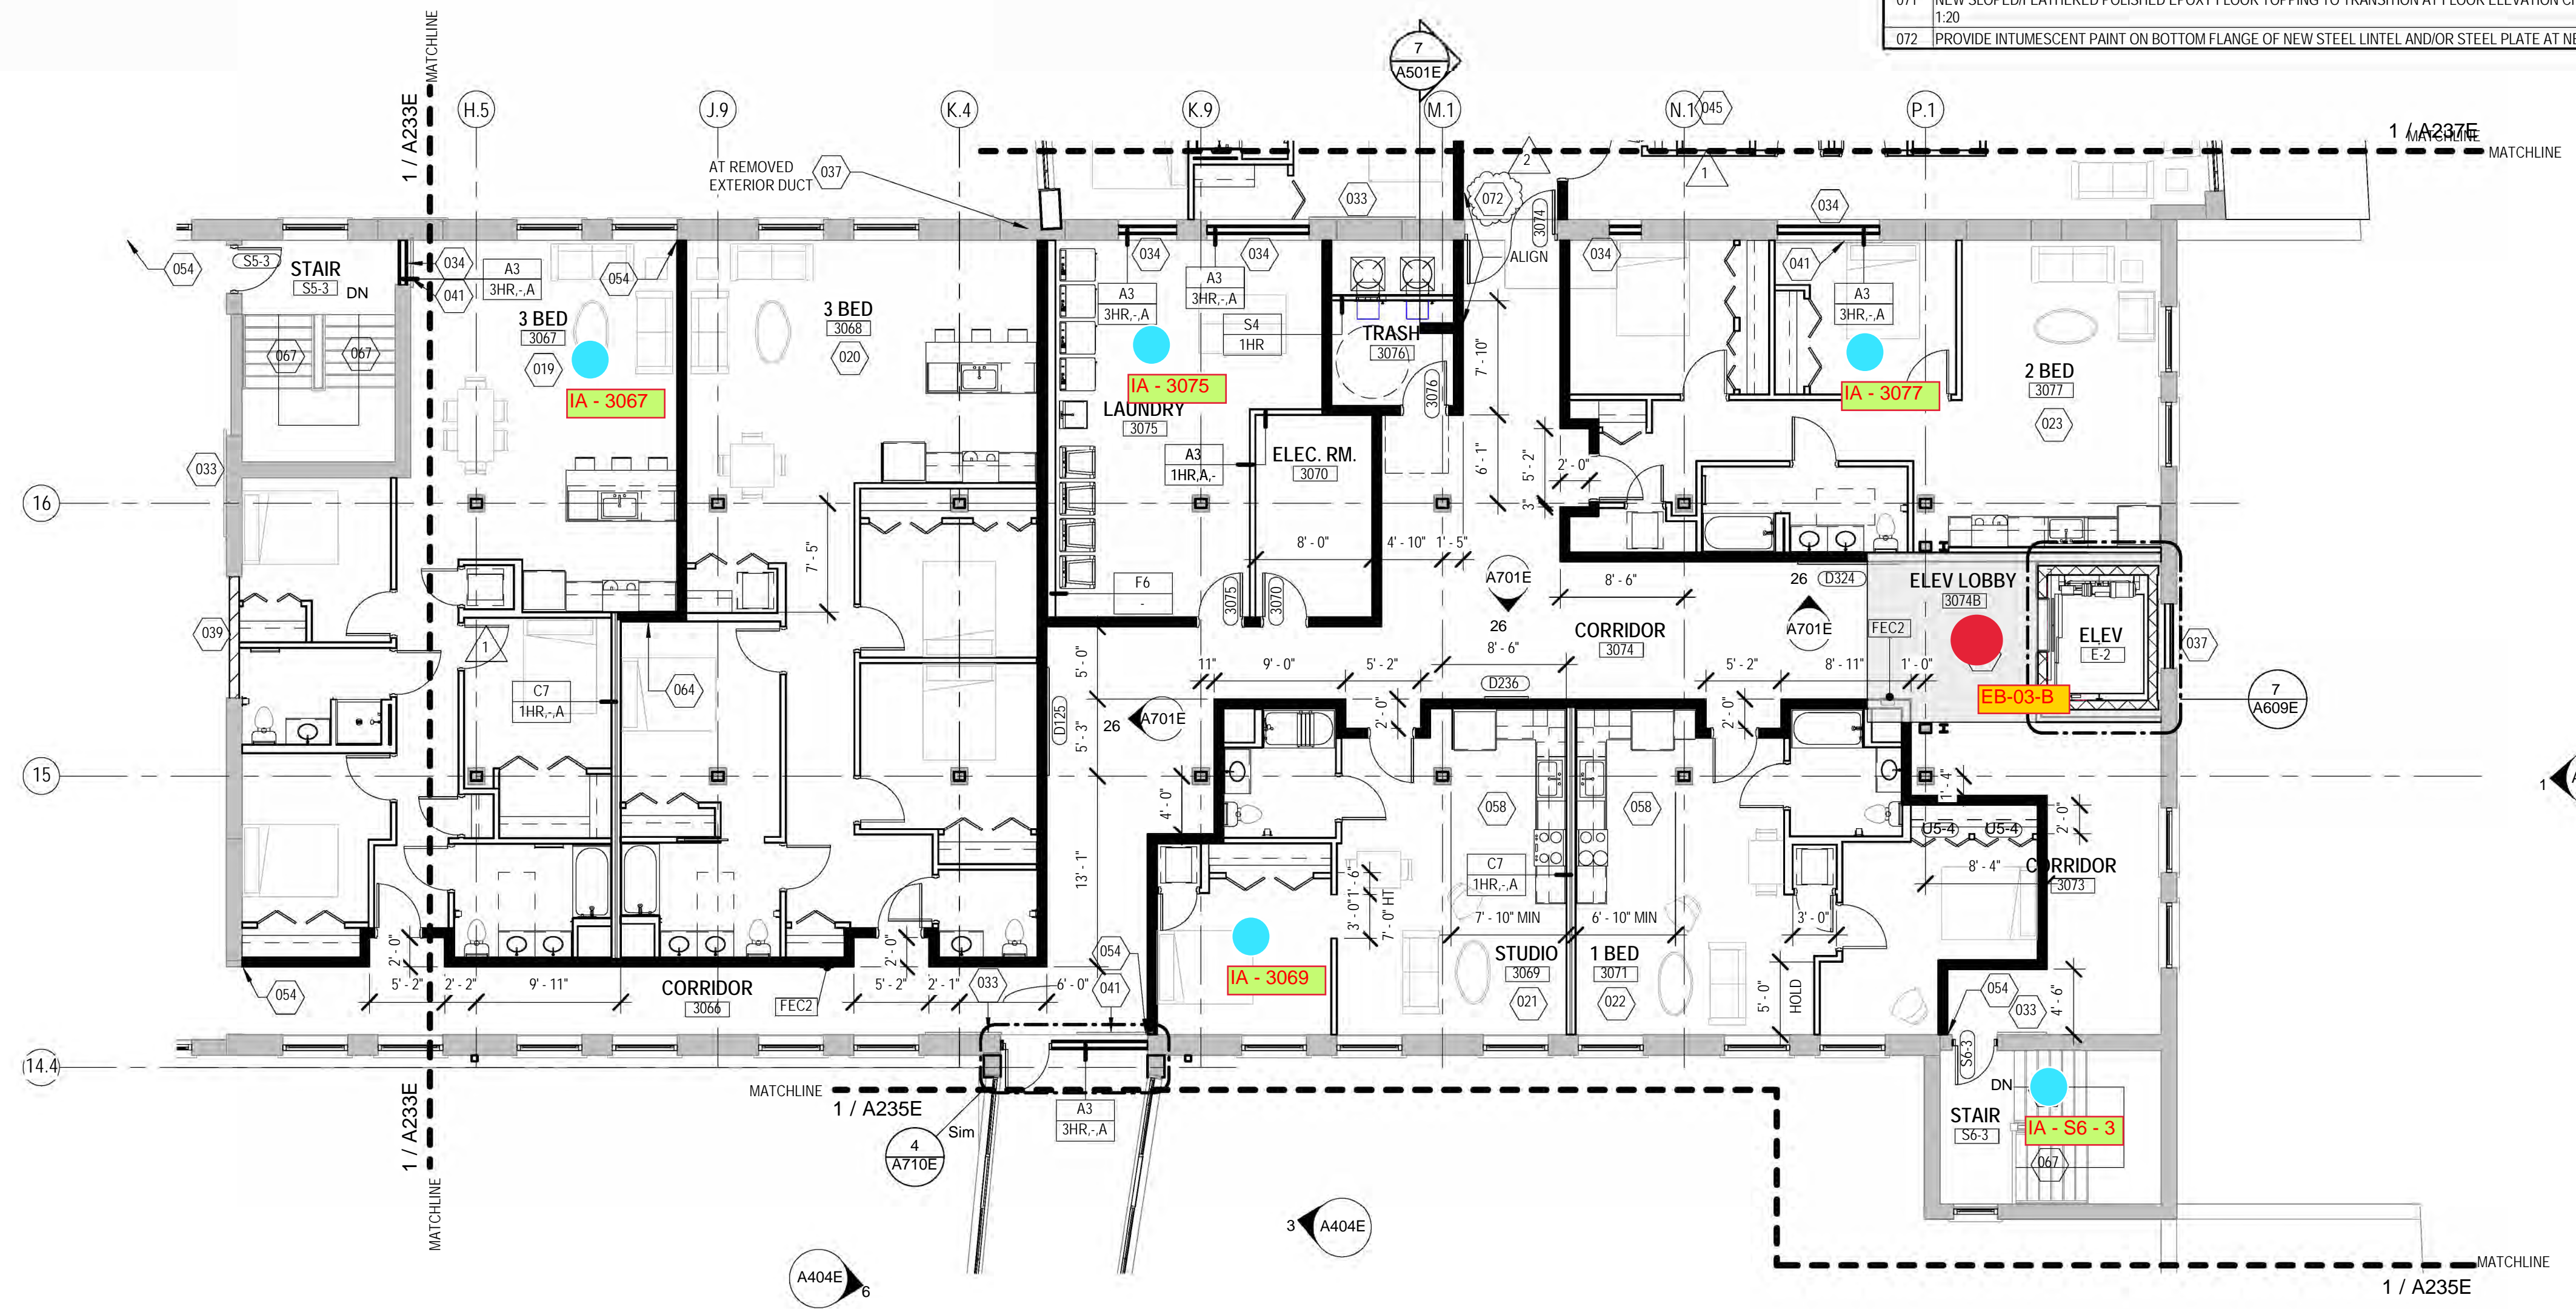 071 NEW SLOPED/FEATHERED POLISHED EPOXY FLOOR TOPPING TO TRANSITION AT FLOOR ELEVATION
1:20
072 PROVIDE INTUMESCENT PAINT ON BOTTOM FLANGE OF NEW STEEL LINTEL AND/OR STEEL PLATE AT
MATCHLINE
1 / A233E
7
A501E
H.5
J.9
K.4
K.9
M.1
N.1
045
P.1
1 / A237E
MATCHLINE
MATCHLINE
AT REMOVED
EXTERIOR DUCT
037
2
1
033
072
3074
034
ALIGN
054
S5-3
STAIR
S5-3
DN
034
041
A3
3HR,-,A
054
3 BED
3067
019
IA - 3067
067
067
3 BED
3068
020
034
034
A3
3HR,-,A
A3
3HR,-,A
S4
1HR
IA - 3075
LAUNDRY
3075
TRASH
3076
3076
7' - 10"
034
041
A3
3HR,-,A
IA - 3077
2 BED
3077
023
033
A3
1HR,A,-
ELEC. RM.
3070
6' - 1"
5' - 2"
2' - 0"
3"
16
7' - 5"
8' - 0"
4' - 10"
1' - 5"
F6
-
3075
3070
A701E
26
8' - 6"
26
D324
A701E
ELEV LOBBY
3074B
FEC2
ELEV
E-2
037
EB-03-B
7
A609E
039
1
CORRIDOR
3074
8' - 6"
C7
1HR,-,A
064
5' - 0"
11"
9' - 0"
5' - 2"
D236
5' - 2"
8' - 11"
1' - 0"
D125
26
A701E
5' - 3"
2' - 0"
2' - 0"
15
4' - 0"
1' - 4"
1
058
058
U5-4
U5-4
2' - 0"
C7
1HR,-,A
8' - 4"
CORRIDOR
3073
13' - 1"
1' - 6"
3' - 0"
7' - 0" HT
7' - 10" MIN
6' - 10" MIN
3' - 0"
2' - 0"
2' - 0"
054
IA - 3069
STUDIO
3069
021
1 BED
3071
022
5' - 0"
HOLD
054
033
4' - 6"
054
5' - 2"
2' - 2"
9' - 11"
CORRIDOR
3066
FEC2
5' - 2"
2' - 1"
033
6' - 0"
041
14.4
S6-3
DN
STAIR
S6-3
IA - S6 - 3
067
MATCHLINE
1 / A235E
A3
3HR,-,A
4
A710E
Sim
1 / A233E
MATCHLINE
3
A404E
A404E
6
MATCHLINE
1 / A235E